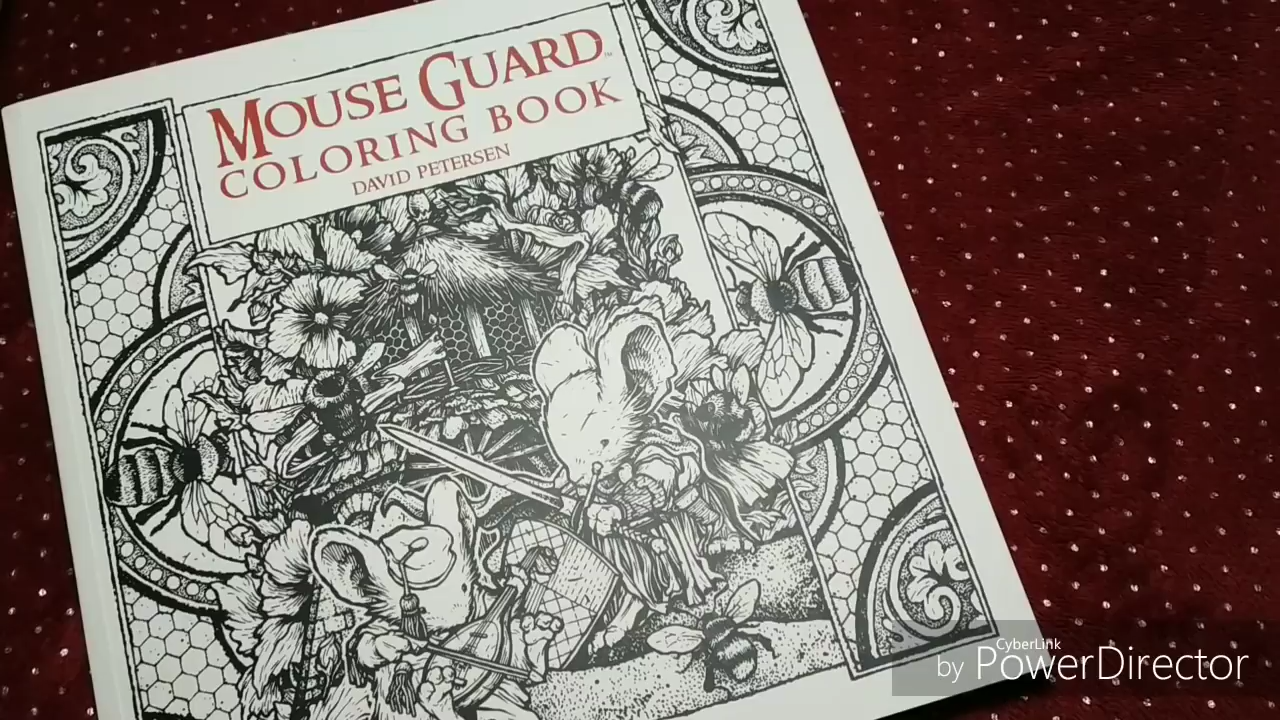 MOUSE GUARD™
COLORING BOOK
DAVID PETERSEN
CyberLink
by PowerDirector